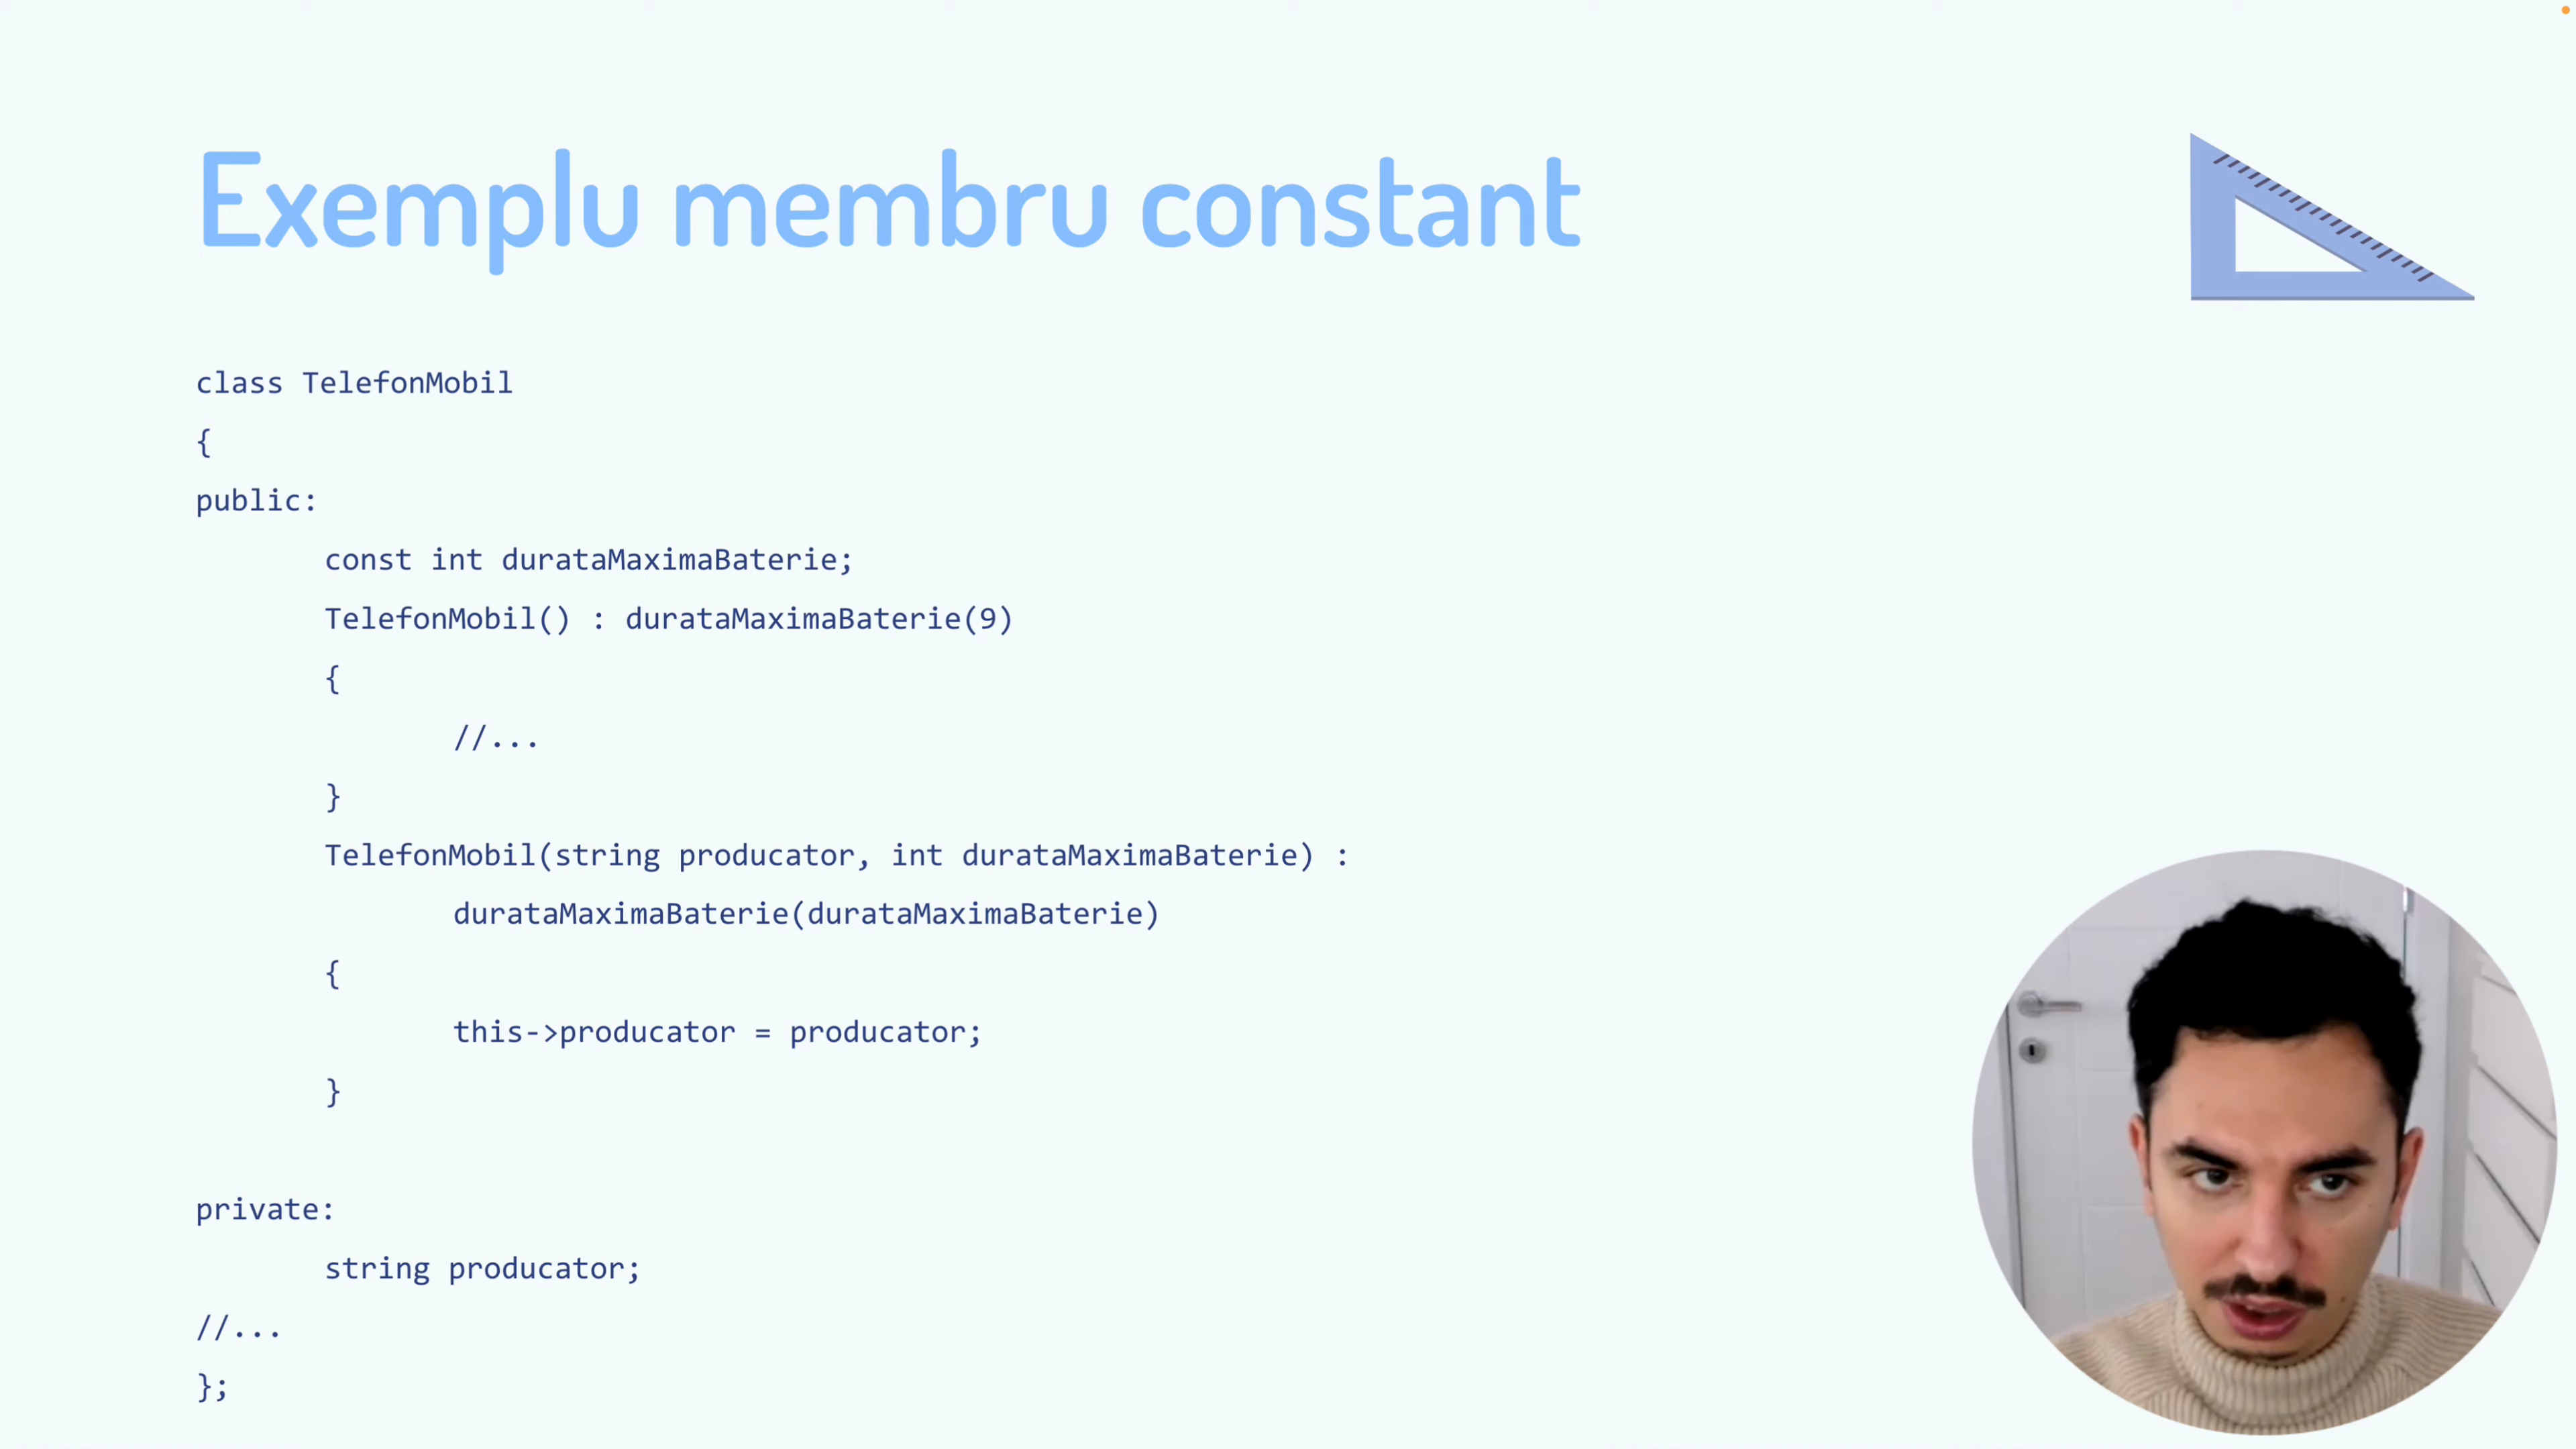 Exemplu membru constant
class TelefonMobil
{
public:
const int durataMaximaBaterie;
TelefonMobil() : durataMaximaBaterie(9)
{
//...
}
TelefonMobil(string producator, int durataMaximaBaterie) :
durataMaximaBaterie(durataMaximaBaterie)
{
this->producator = producator;
}
private:
string producator;
//...
};